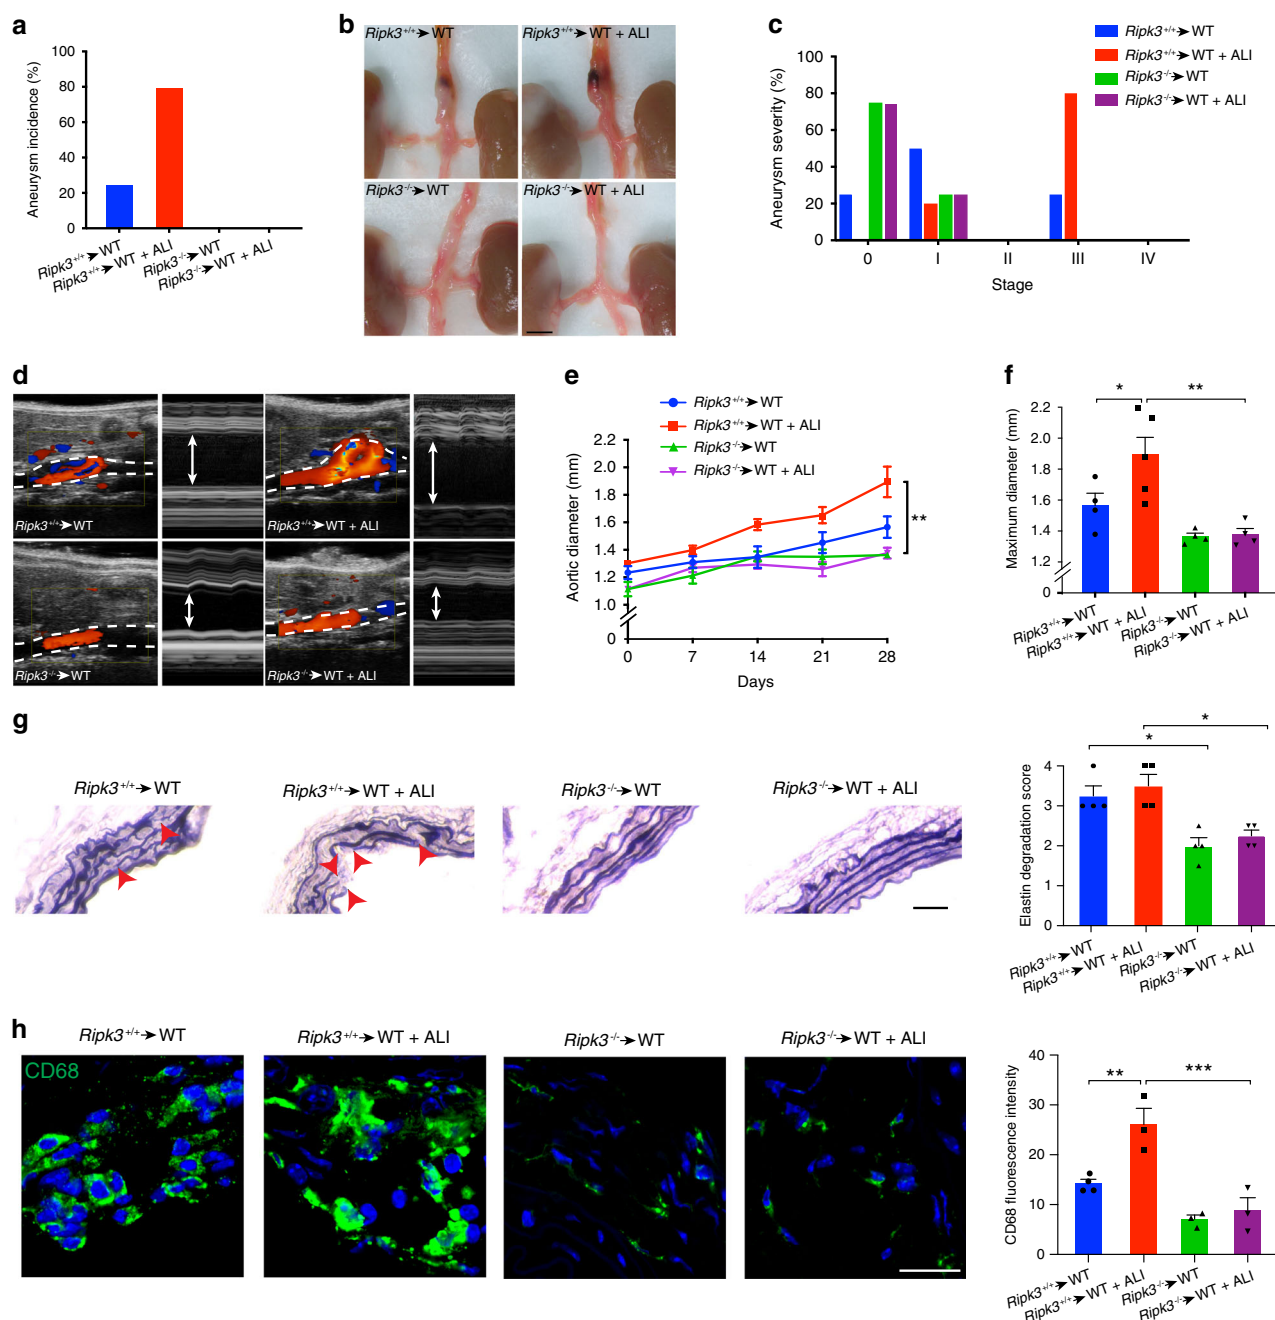 a
Aneurysm incidence (%)
100
80
60
40
20
0
Ripk3+/+➔WT
Ripk3+/+➔WT + ALI
Ripk3-/-➔WT
Ripk3-/-➔WT + ALI
b
Ripk3+/+➔WT
Ripk3+/+➔WT + ALI
Ripk3-/-➔WT
Ripk3-/-➔WT + ALI
c
Aneurysm severity (%)
80
60
40
20
0
0 I II III IV
Stage
Ripk3+/+➔WT
Ripk3+/+➔WT + ALI
Ripk3-/-➔WT
Ripk3-/-➔WT + ALI
d
Ripk3+/+➔WT
Ripk3+/+➔WT + ALI
Ripk3-/-➔WT
Ripk3-/-➔WT + ALI
e
Ripk3+/+➔WT
Ripk3+/+➔WT + ALI
Ripk3-/-➔WT
Ripk3-/-➔WT + ALI
Aortic diameter (mm)
2.2
2.0
1.8
1.6
1.4
1.2
1.0
0
**
0 7 14 21 28
Days
f
* **
Maximum diameter (mm)
2.2
2.0
1.6
1.4
1.2
0
Ripk3+/+➔WT
Ripk3+/+➔WT + ALI
Ripk3-/-➔WT
Ripk3-/-➔WT + ALI
g
Ripk3+/+➔WT
Ripk3+/+➔WT + ALI
Ripk3-/-➔WT
Ripk3-/-➔WT + ALI
*
*
Elastin degradation score
4
3
2
1
0
Ripk3+/+➔WT
Ripk3+/+➔WT + ALI
Ripk3-/-➔WT
Ripk3-/-➔WT + ALI
h
Ripk3+/+➔WT
Ripk3+/+➔WT + ALI
Ripk3-/-➔WT
Ripk3-/-➔WT + ALI
CD68
CD68 fluorescence intensity
40
30
20
10
0
** ***
Ripk3+/+➔WT
Ripk3+/+➔WT + ALI
Ripk3-/-➔WT
Ripk3-/-➔WT + ALI